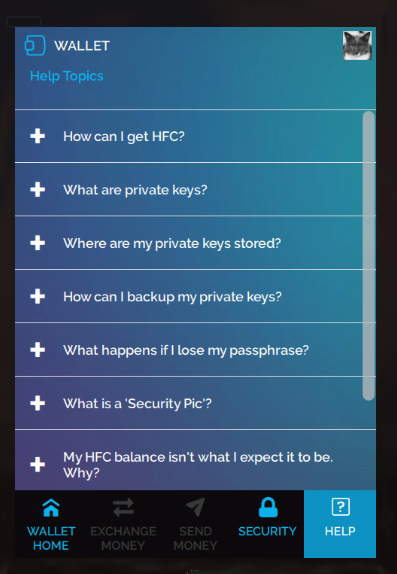 WALLET
Help Topics
How can I get HFC?
What are private keys?
Where are my private keys stored?
How can I backup my private keys?
What happens if I lose my passphrase?
What is a 'Security Pic'?
My HFC balance isn't what I expect it to be.
Why?
WALLET HOME
EXCHANGE MONEY
SEND MONEY
SECURITY
HELP